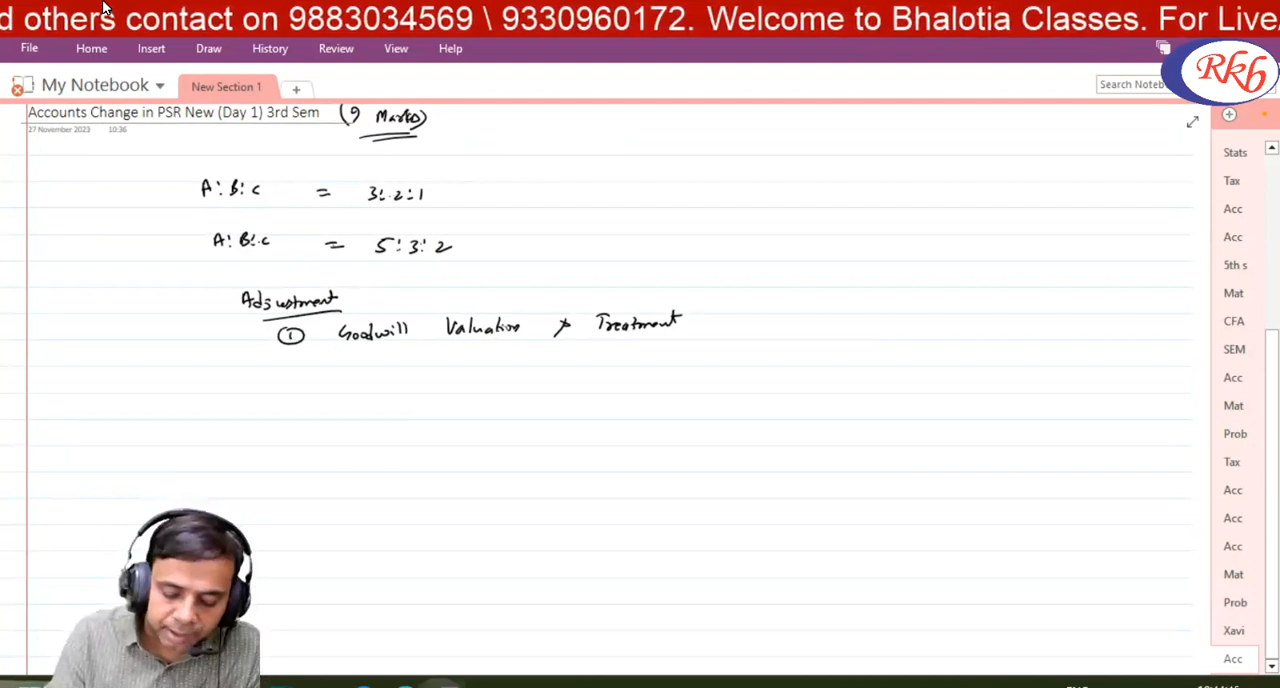 d others contact on 9883034569 \ 9330960172. Welcome to Bhalotia Classes. For Live
File Home Insert Draw History Review View Help
Rkb
My Notebook New Section 1 + Search Noteb
Accounts Change in PSR New (Day 1) 3rd Sem (9 Marks)
27 November 2023 10:36
A:B:C = 3:2:1
A:B:C = 5:3:2
Adjustment
① Goodwill Valuation & Treatment
Stats
Tax
Acc
Acc
5th s
Mat
CFA
SEM
Acc
Mat
Prob
Tax
Acc
Acc
Acc
Mat
Prob
Xavi
Acc